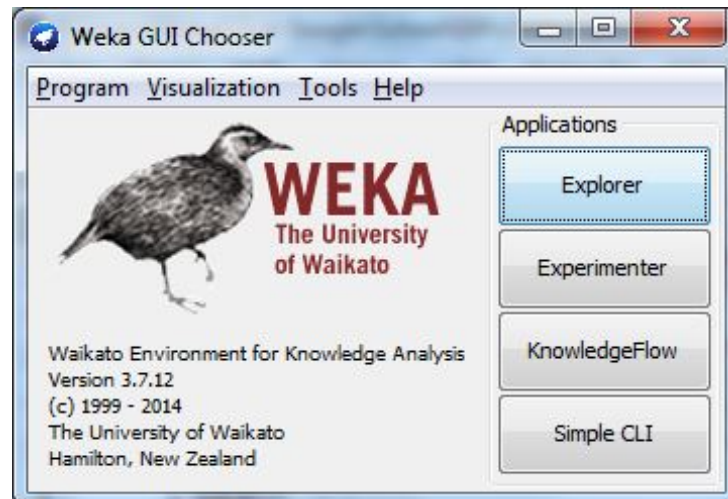 Weka GUI Chooser
Program Visualization Tools Help
WEKA
The University
of Waikato
Waikato Environment for Knowledge Analysis
Version 3.7.12
(c) 1999 - 2014
The University of Waikato
Hamilton, New Zealand
Applications
Explorer
Experimenter
KnowledgeFlow
Simple CLI